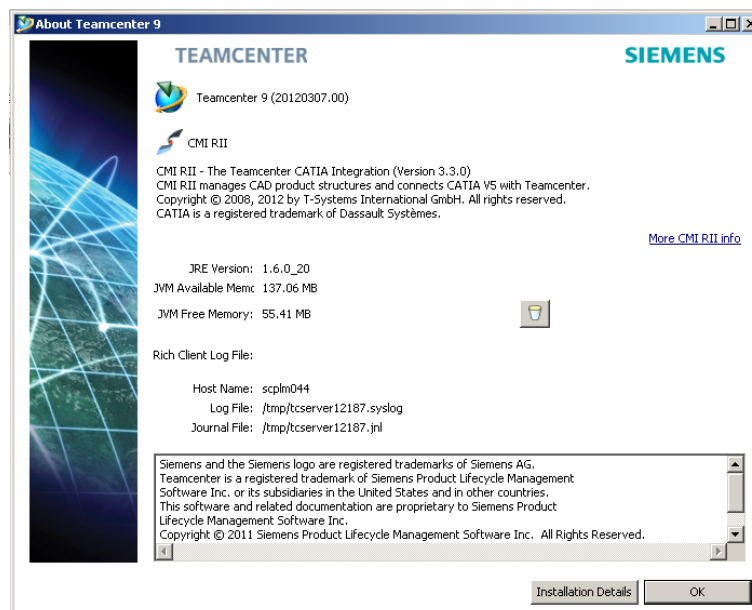 About Teamcenter 9
TEAMCENTER
SIEMENS
Teamcenter 9 (20120307.00)
CMI RII
CMI RII - The Teamcenter CATIA Integration (Version 3.3.0)
CMI RII manages CAD product structures and connects CATIA V5 with Teamcenter.
Copyright © 2008, 2012 by T-Systems International GmbH. All rights reserved.
CATIA is a registered trademark of Dassault Systèmes.
More CMI RII info
JRE Version: 1.6.0_20
JVM Available Memc 137.06 MB
JVM Free Memory: 55.41 MB
Rich Client Log File:
Host Name: scplm044
Log File: /tmp/tcserver12187.syslog
Journal File: /tmp/tcserver12187.jnl
Siemens and the Siemens logo are registered trademarks of Siemens AG.
Teamcenter is a registered trademark of Siemens Product Lifecycle Management
Software Inc. or its subsidiaries in the United States and in other countries.
This software and related documentation are proprietary to Siemens Product
Lifecycle Management Software Inc.
Copyright © 2011 Siemens Product Lifecycle Management Software Inc. All Rights Reserved.
Installation Details
OK